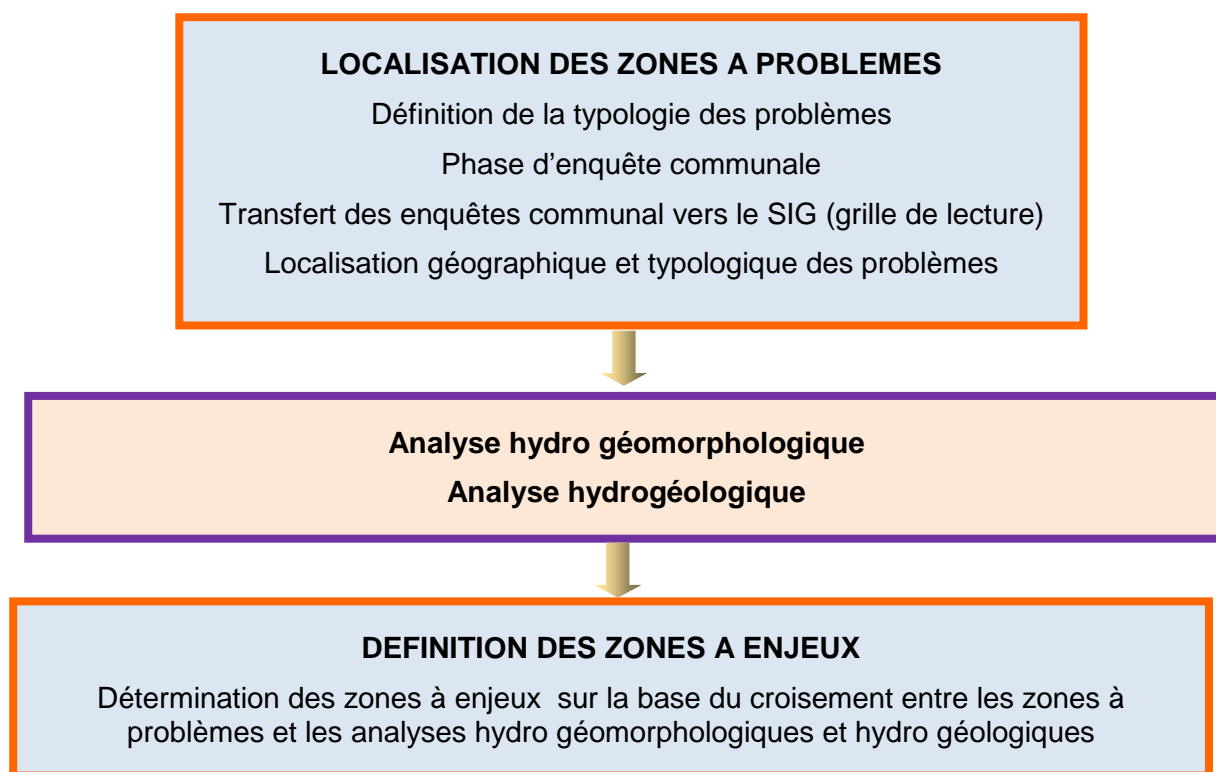 LOCALISATION DES ZONES A PROBLEMES
Définition de la typologie des problèmes
Phase d’enquête communale
Transfert des enquêtes communal vers le SIG (grille de lecture)
Localisation géographique et typologique des problèmes
Analyse hydro géomorphologique
Analyse hydrogéologique
DEFINITION DES ZONES A ENJEUX
Détermination des zones à enjeux sur la base du croisement entre les zones à
problèmes et les analyses hydro géomorphologiques et hydro géologiques